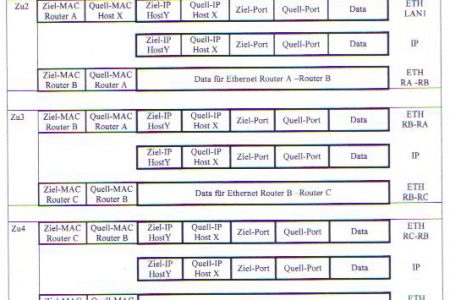 Zu2 Ziel-MAC Quell-MAC Ziel-IP Quell-IP Ziel-Port Quell-Port Data ETH
Router A Host X HostY Host X LAN1
Ziel-IP Quell-IP Ziel-Port Quell-Port Data IP
HostY Host X
Ziel-MAC Quell-MAC Data für Ethernet Router A –Router B ETH
Router B Router A RA -RB
Zu3 Ziel-MAC Quell-MAC Ziel-IP Quell-IP Ziel-Port Quell-Port Data ETH
Router B Router A HostY Host X RB-RA
Ziel-IP Quell-IP Ziel-Port Quell-Port Data IP
HostY Host X
Ziel-MAC Quell-MAC Data für Ethernet Router B –Router C ETH
Router C Router B RB-RC
Zu4 Ziel-MAC Quell-MAC Ziel-IP Quell-IP Ziel-Port Quell-Port Data ETH
Router C Router B HostY Host X RC-RB
Ziel-IP Quell-IP Ziel-Port Quell-Port Data IP
HostY Host X
Ziel-MAC Quell-MAC ETH